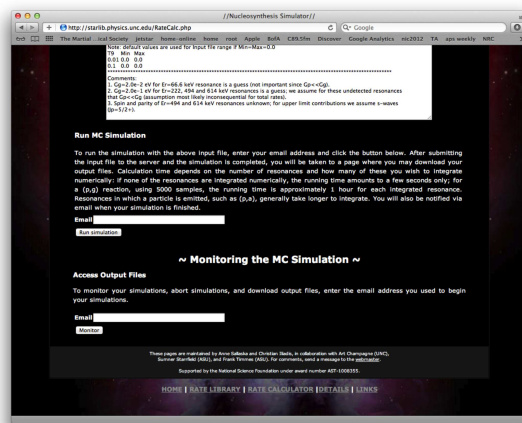 //Nucleosynthesis Simulator//
http://starlib.physics.unc.edu/RateCalc.php
Google
The Martial ...ical Society jetstar home-online home root Apple BofA CX9.5fm Discover Google Analytics nic2012 TA aps weekly NRC
Note: default values are used for input range if Min=Max=0.0
T9 Min Max
0.01 0.0 0.0
0.1 0.0 0.0
Comments:
1. Gg=2.0e-2 eV for Er=66.6 keV resonance is a guess (not important since Gp<<Gg).
2. Gg=2.0e-1 eV for Er=222, 494 and 614 keV resonances is a guess; we assume for these undetected resonances
that Gp<<Gg (assumption most likely inconsequential for total rates).
3. Spin and parity of Er=494 and 614 keV resonances unknown; for upper limit contributions we assume s-waves
(Jp=5/2+).
Run MC Simulation
To run the simulation with the above input file, enter your email address and click the button below. After submitting
the input file to the server and the simulation is completed, you will be taken to a page where you may download your
output files. Calculation time depends on the number of resonances and how many of these you wish to integrate
numerically: if none of the resonances are integrated numerically, the running time amounts to a few seconds only; for
a (p,g) reaction, using 5000 samples, the running time is approximately 1 hour for each integrated resonance.
Resonances in which a particle is emitted, such as (p,a), generally take longer to integrate. You will also be notified via
email when your simulation is finished.
Email
Run simulation
~ Monitoring the MC Simulation ~
Access Output Files
To monitor your simulations, abort simulations, and download output files, enter the email address you used to begin
your simulations.
Email
Monitor
These pages are maintained by Anne Sallaska and Christian Iliadis, in collaboration with Art Champagne (UNC),
Sumner Starrfield (ASU), and Frank Timmes (ASU). For comments, send a message to the webmaster.
Supported by the National Science Foundation under award number AST-1008355.
HOME | RATE LIBRARY | RATE CALCULATOR |DETAILS | LINKS